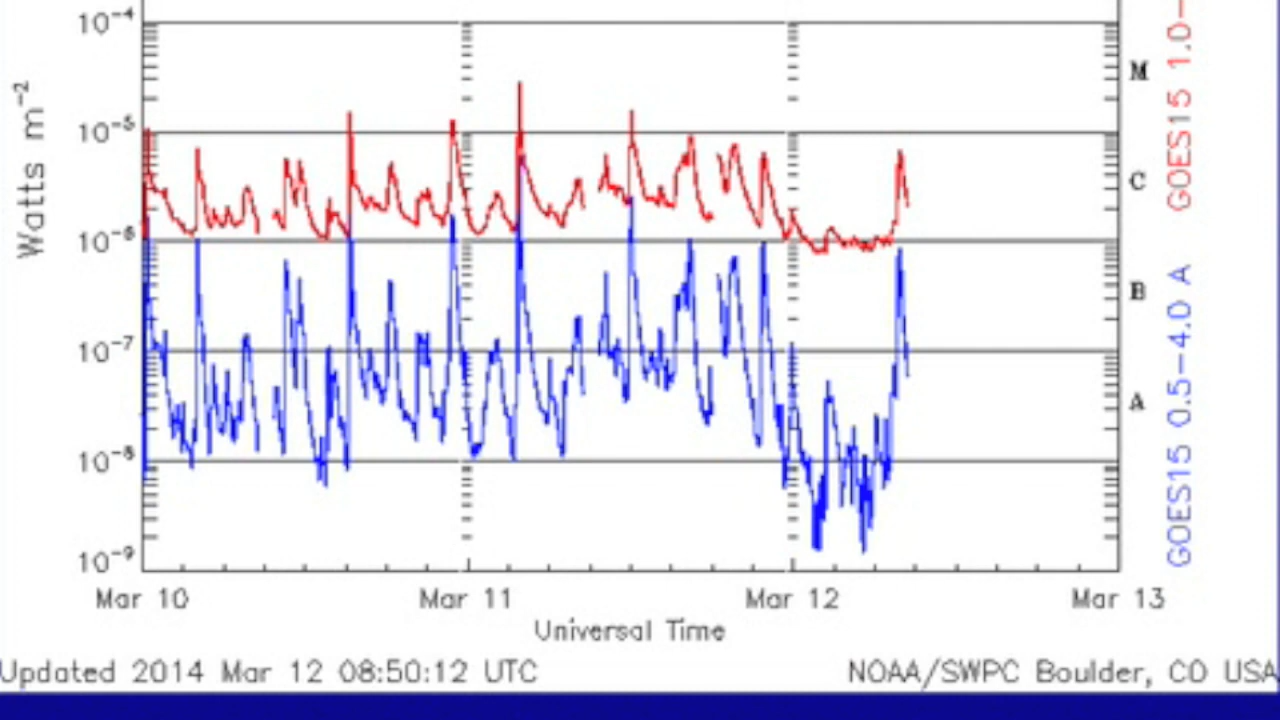 10⁻⁴
10⁻⁵
10⁻⁶
10⁻⁷
10⁻⁸
10⁻⁹
Watts m⁻²
M
C
B
A
GOES15 1.0-
GOES15 0.5-4.0 A
Mar 10 Mar 11 Mar 12 Mar 13
Universal Time
Updated 2014 Mar 12 08:50:12 UTC NOAA/SWPC Boulder, CO USA